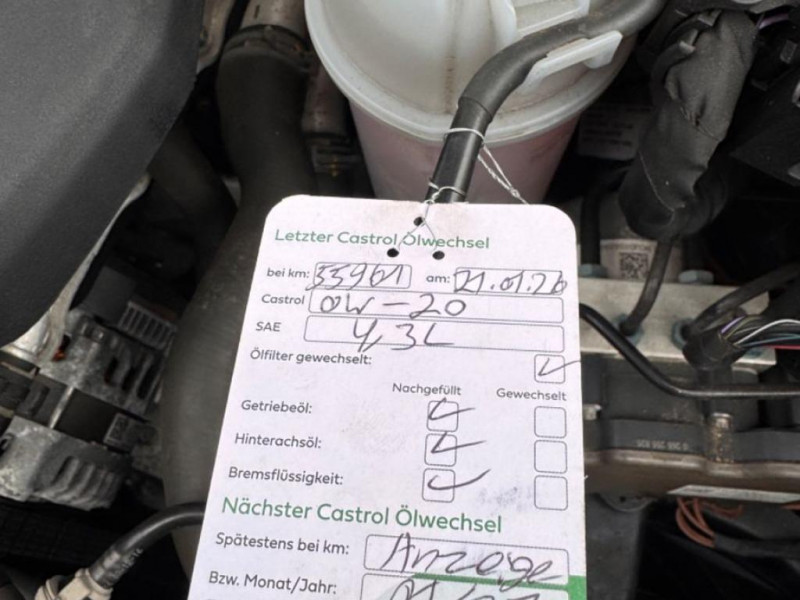 Letzter Castrol Ölwechsel
bei km: 33961 am: 21.01.26
Castrol 0W-20
SAE 4,3L
Ölfilter gewechselt:
Nachgefüllt Gewechselt
Getriebeöl:
Hinterachsöl:
Bremsflüssigkeit:
Nächster Castrol Ölwechsel
Spätestens bei km: Anzeige
Bzw. Monat/Jahr: